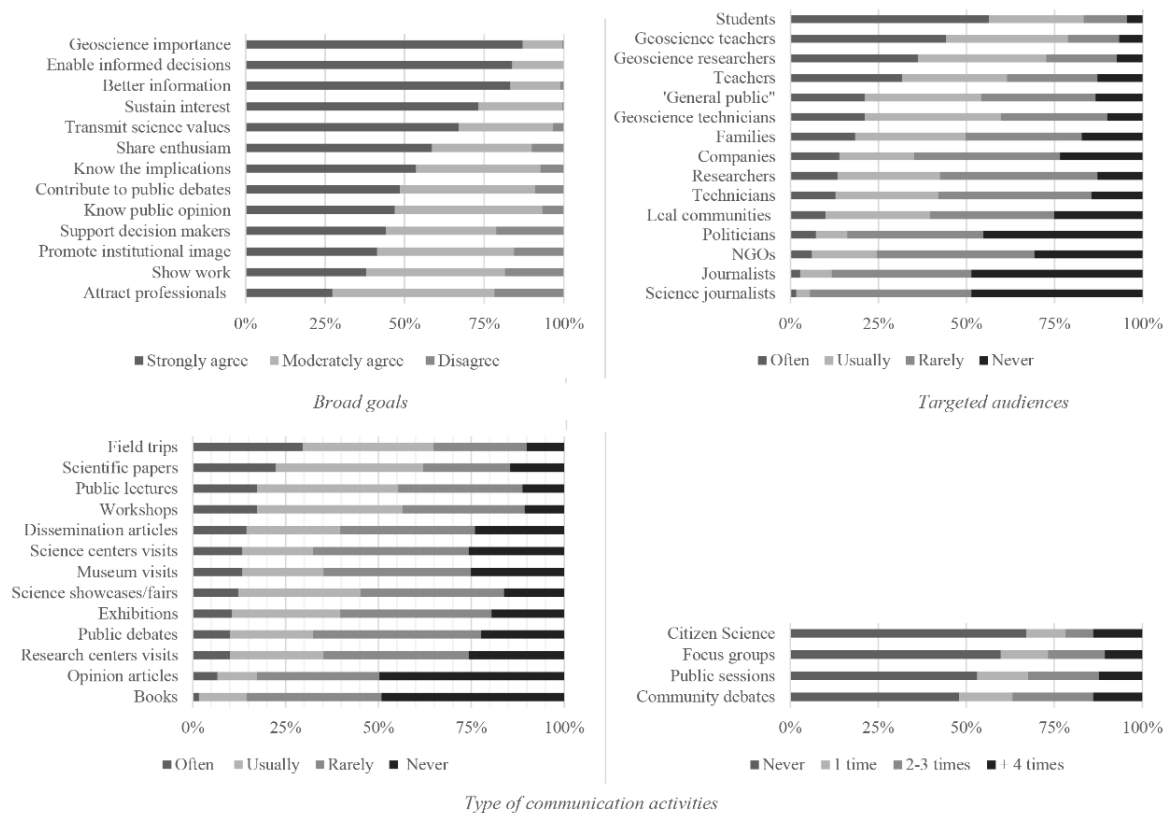 Geoscience importance
Enable informed decisions
Better information
Sustain interest
Transmit science values
Share enthusiam
Know the implications
Contribute to public debates
Know public opinion
Support decision makers
Promote institutional image
Show work
Attract professionals
0% 25% 50% 75% 100%
Strongly agree Moderately agree Disagree
Broad goals
Students
Geoscience teachers
Geoscience researchers
Teachers
'General public"
Geoscience technicians
Families
Companies
Researchers
Technicians
Lcal communities
Politicians
NGOs
Journalists
Science journalists
0% 25% 50% 75% 100%
Often Usually Rarely Never
Targeted audiences
Field trips
Scientific papers
Public lectures
Workshops
Dissemination articles
Science centers visits
Museum visits
Science showcases/fairs
Exhibitions
Public debates
Research centers visits
Opinion articles
Books
0% 25% 50% 75% 100%
Often Usually Rarely Never
Citizen Science
Focus groups
Public sessions
Community debates
0% 25% 50% 75% 100%
Never 1 time 2-3 times + 4 times
Type of communication activities